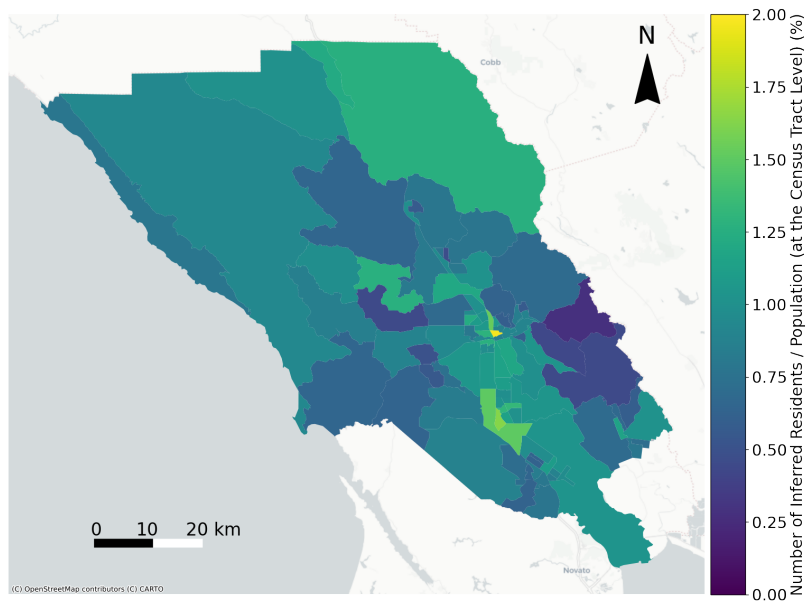 N
Cobb
Novato
0 10 20 km
(C) OpenStreetMap contributors (C) CARTO
2.00
1.75
1.50
1.25
1.00
0.75
0.50
0.25
0.00
Number of Inferred Residents / Population (at the Census Tract Level) (%)